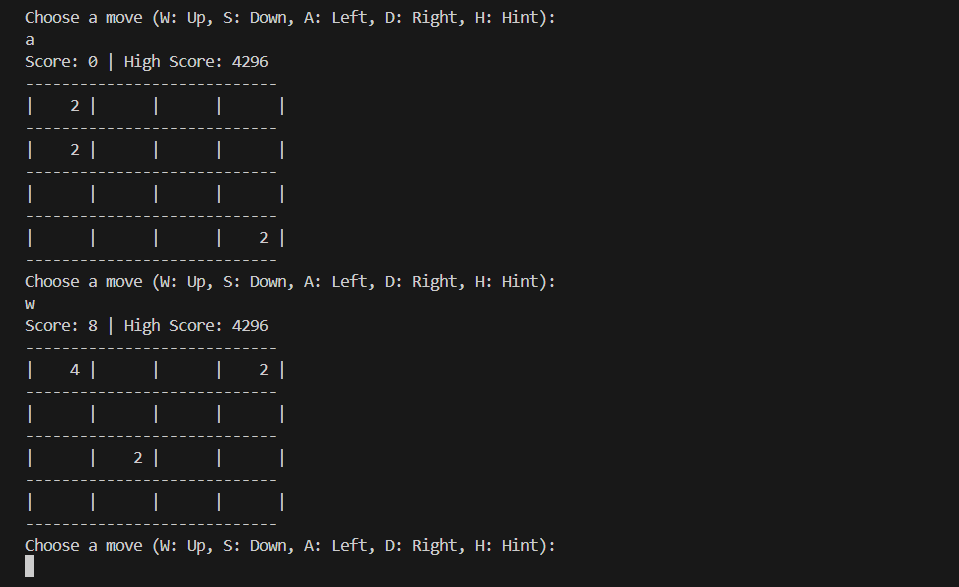 Choose a move (W: Up, S: Down, A: Left, D: Right, H: Hint):
a
Score: 0 | High Score: 4296
----------------------------
|    2 |      |      |      |
----------------------------
|    2 |      |      |      |
----------------------------
|      |      |      |      |
----------------------------
|      |      |      |    2 |
----------------------------
Choose a move (W: Up, S: Down, A: Left, D: Right, H: Hint):
w
Score: 8 | High Score: 4296
----------------------------
|    4 |      |      |    2 |
----------------------------
|      |      |      |      |
----------------------------
|      |    2 |      |      |
----------------------------
|      |      |      |      |
----------------------------
Choose a move (W: Up, S: Down, A: Left, D: Right, H: Hint):